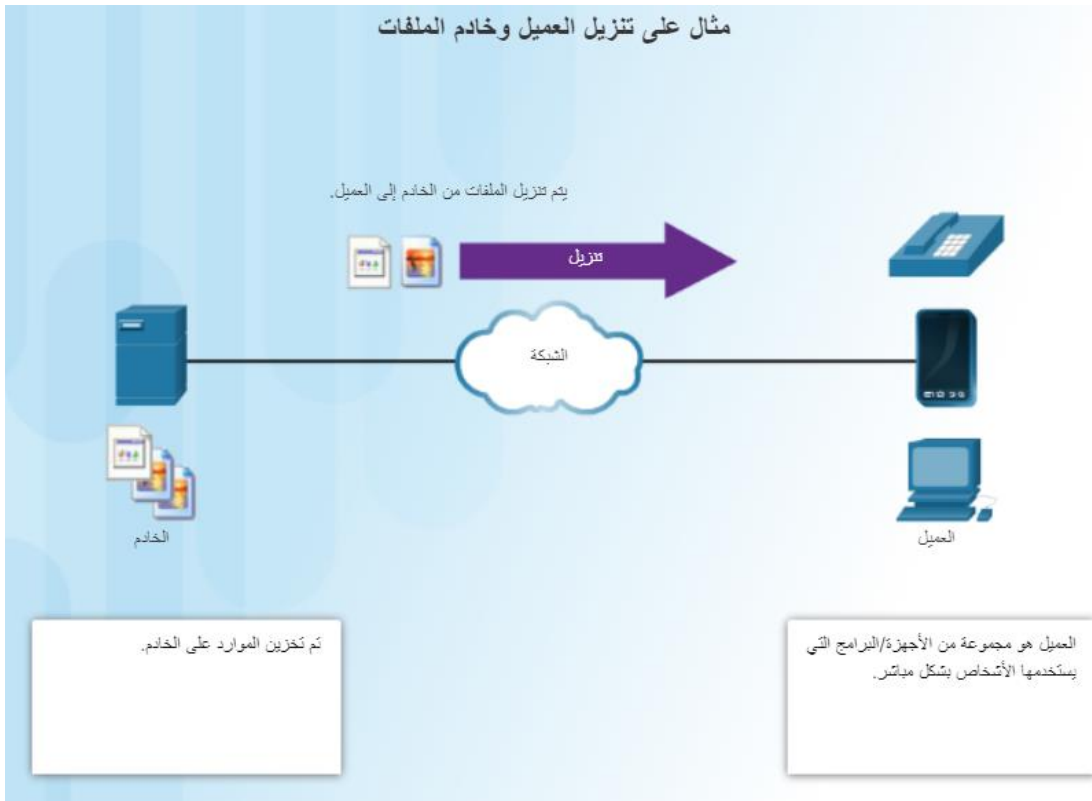 مثال على تنزيل العميل وخادم الملفات
يتم تنزيل الملفات من الخادم إلى العميل.
تنزيل
الشبكة
الخادم
العميل
تم تخزين الموارد على الخادم.
العميل هو مجموعة من الأجهزة/البرامج التي
يستخدمها الأشخاص بشكل مباشر.